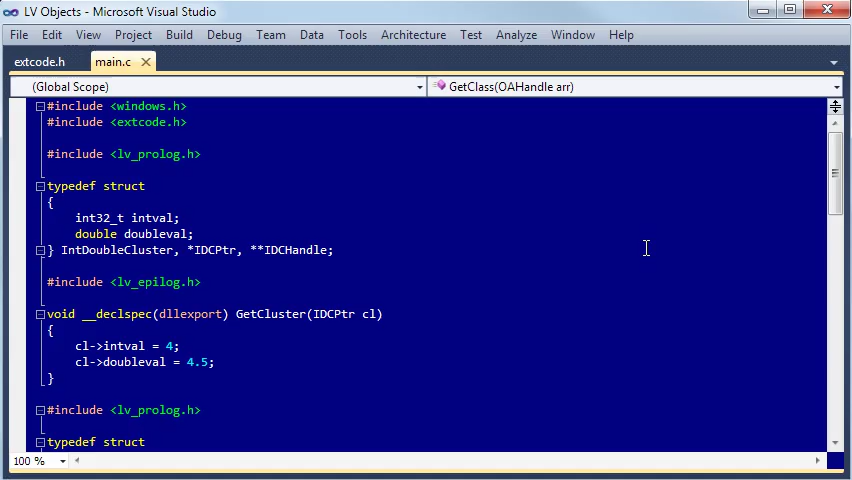 LV Objects - Microsoft Visual Studio
File Edit View Project Build Debug Team Data Tools Architecture Test Analyze Window Help
extcode.h main.c
(Global Scope) GetClass(OAHandle arr)
#include <windows.h>
#include <extcode.h>
#include <lv_prolog.h>
typedef struct
{
int32_t intval;
double doubleval;
} IntDoubleCluster, *IDCPtr, **IDCHandle;
#include <lv_epilog.h>
void __declspec(dllexport) GetCluster(IDCPtr cl)
{
cl->intval = 4;
cl->doubleval = 4.5;
}
#include <lv_prolog.h>
typedef struct
100 %